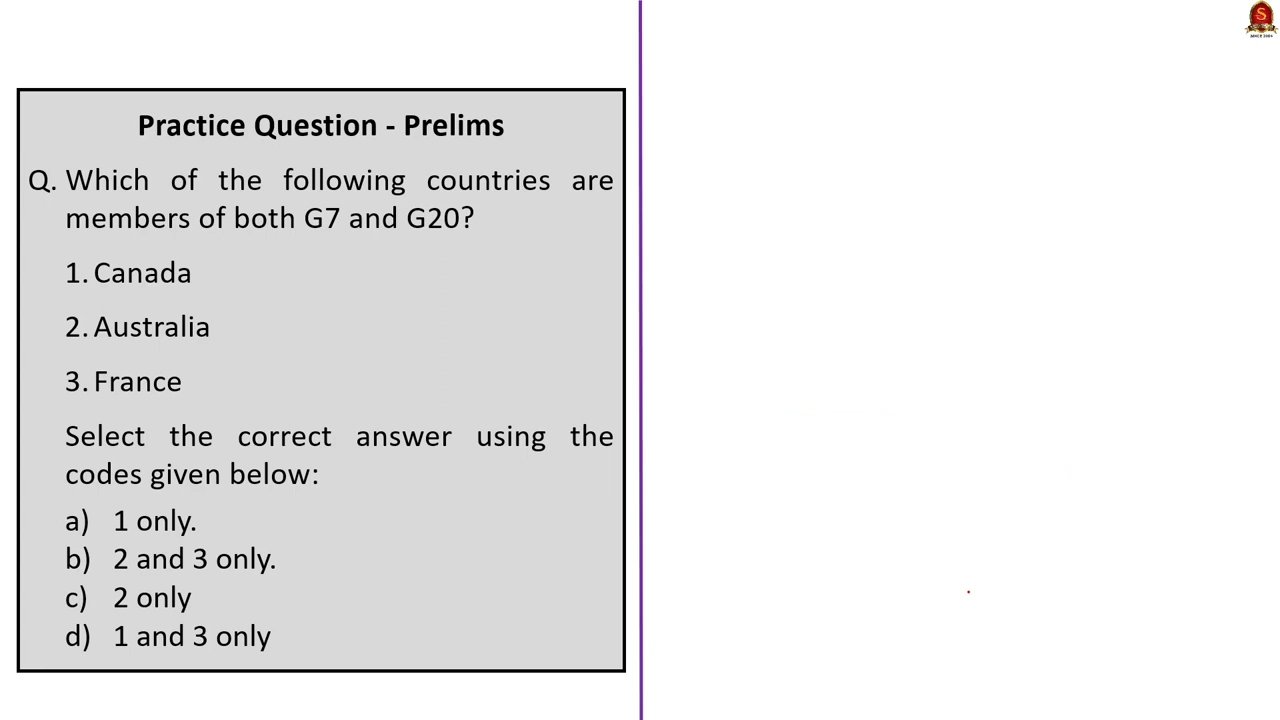 S
SINCE 2004
Practice Question - Prelims
Q. Which of the following countries are
members of both G7 and G20?
1. Canada
2. Australia
3. France
Select the correct answer using the
codes given below:
a) 1 only.
b) 2 and 3 only.
c) 2 only
d) 1 and 3 only